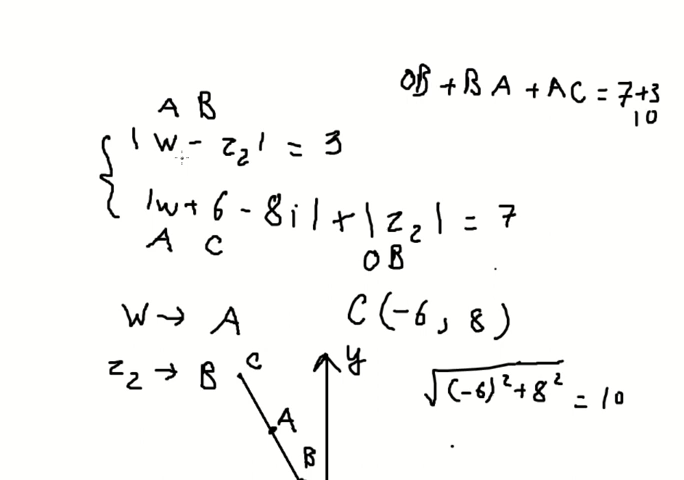 OB + BA + AC = 7+3
10
A B
|w - z₂| = 3
|w + 6 - 8i| + |z₂| = 7
A C OB
w → A C(-6, 8)
z₂ → B
C
y
√(-6)² + 8² = 10
A
B